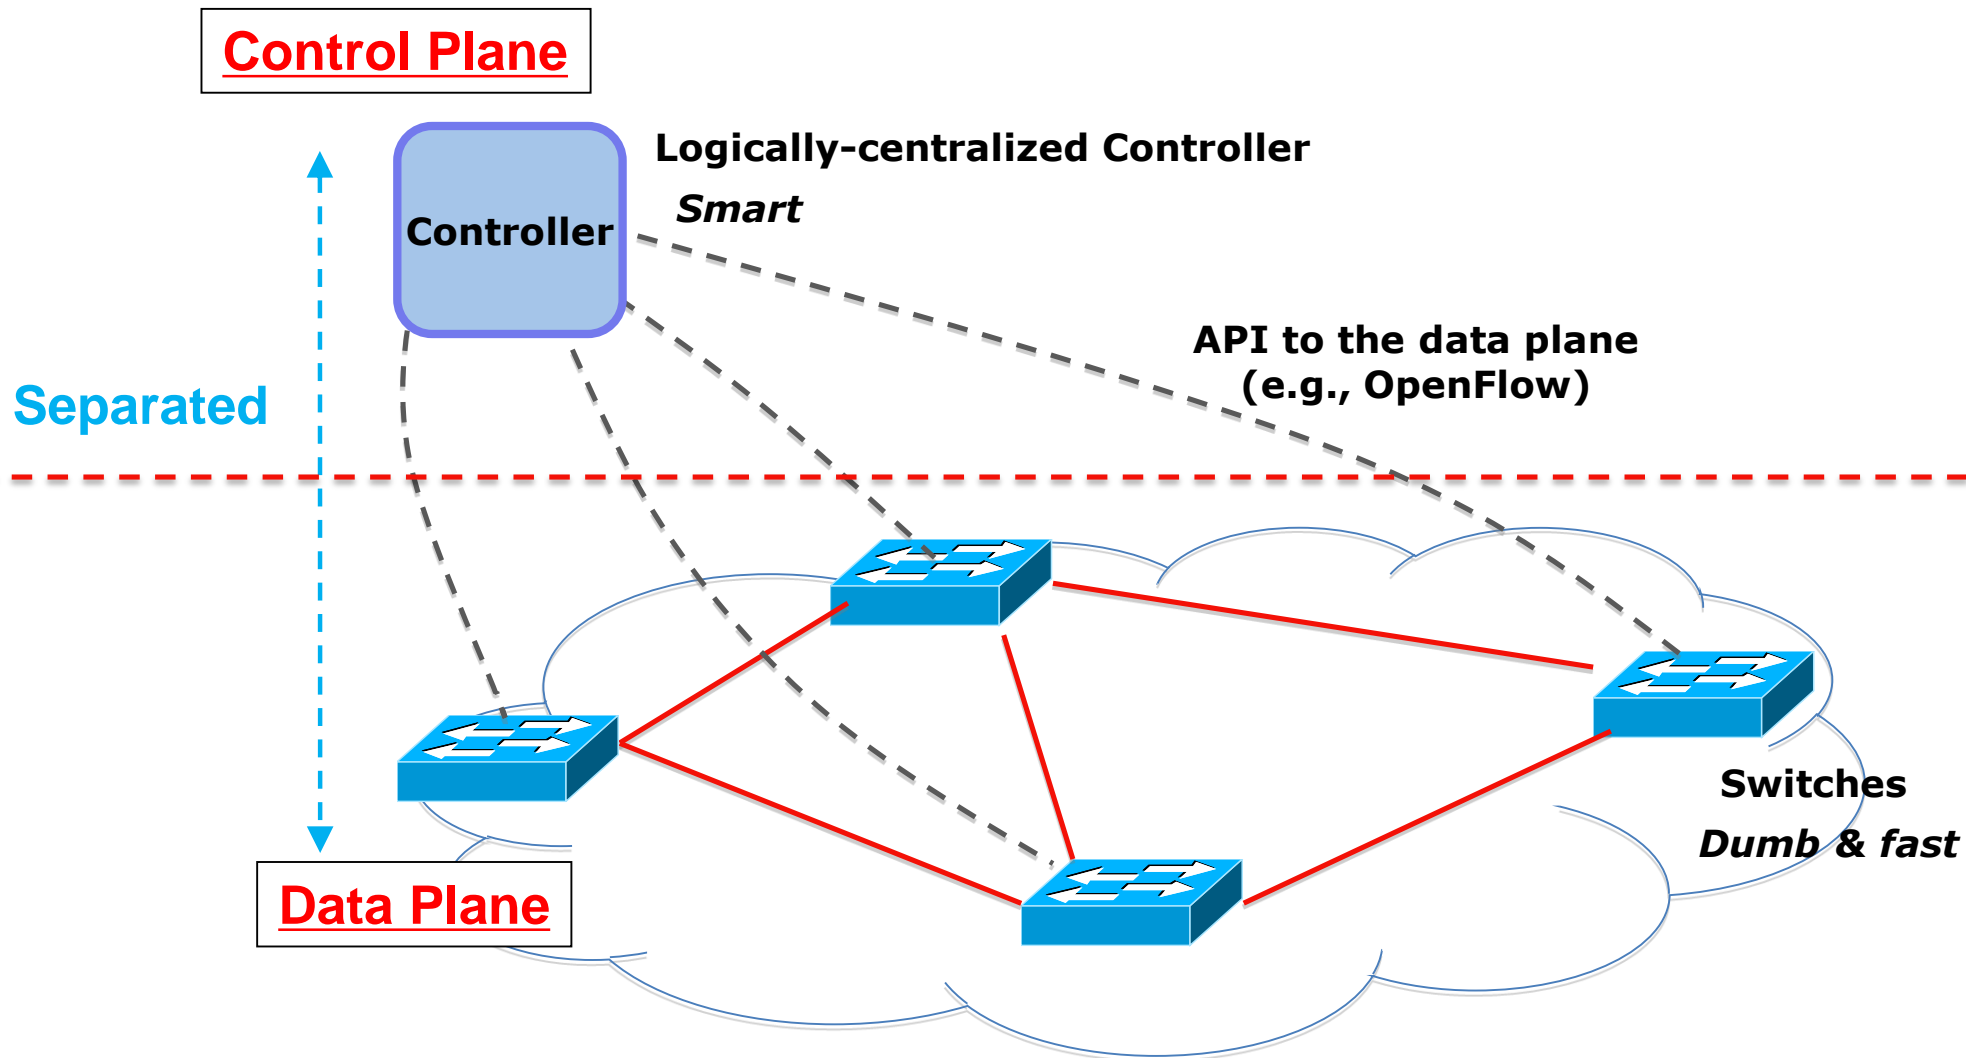 Control Plane
Logically-centralized Controller
Smart
Controller
API to the data plane
(e.g., OpenFlow)
Separated
Switches
Dumb & fast
Data Plane